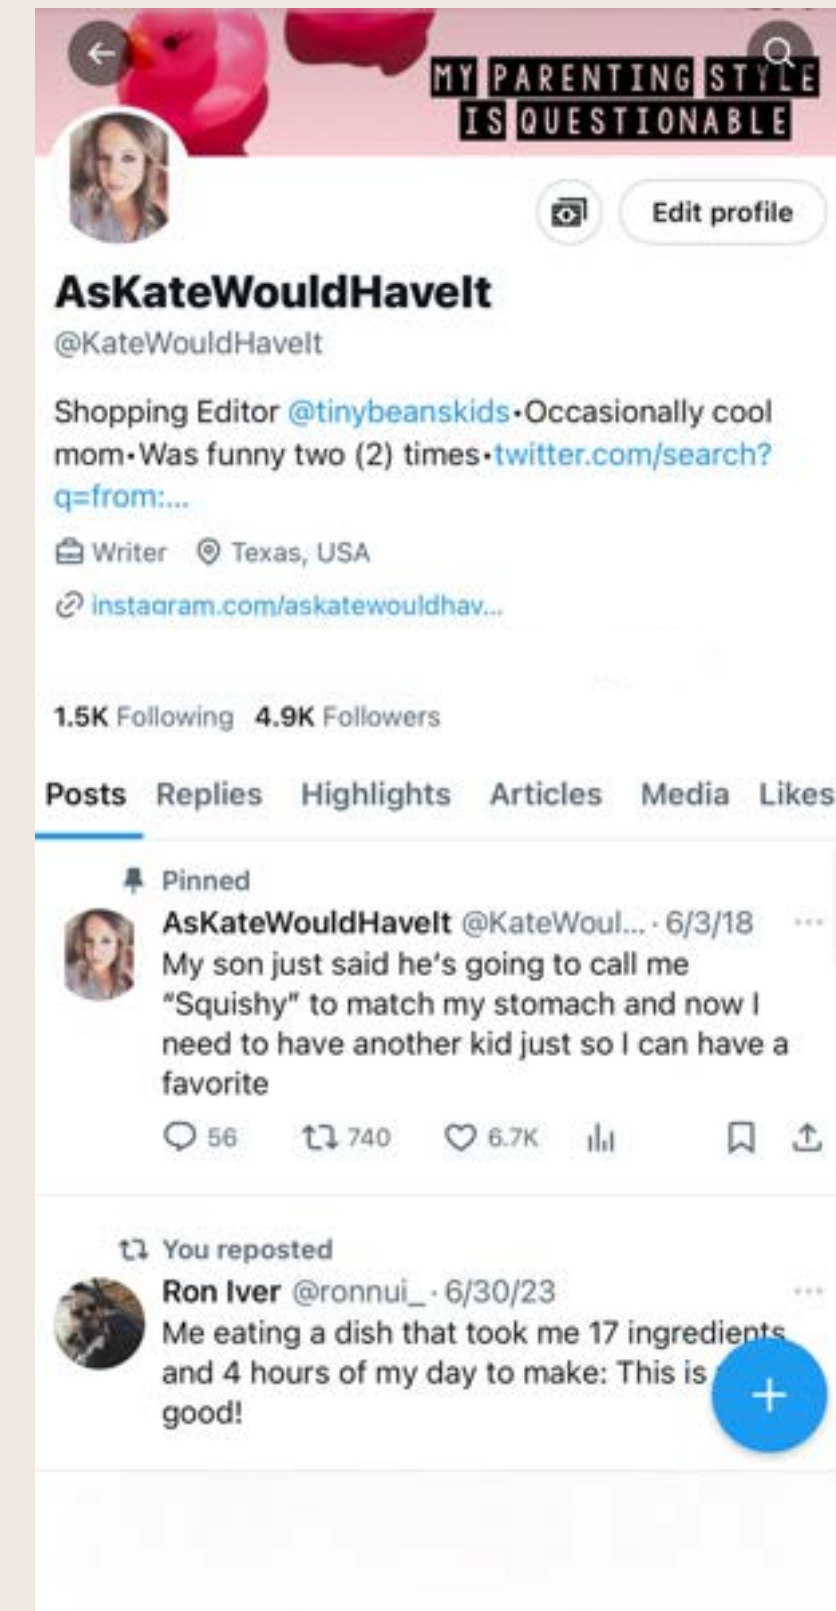 MY PARENTING STYLE
IS QUESTIONABLE
Edit profile
AsKateWouldHaveIt
@KateWouldHaveIt
Shopping Editor @tinybeanskids•Occasionally cool
mom•Was funny two (2) times•twitter.com/search?
q=from:...
Writer Texas, USA
instagram.com/askatewouldhav...
1.5K Following 4.9K Followers
Posts Replies Highlights Articles Media Likes
Pinned
AsKateWouldHaveIt @KateWoul... · 6/3/18
My son just said he's going to call me
"Squishy" to match my stomach and now I
need to have another kid just so I can have a
favorite
56 740 6.7K
You reposted
Ron Iver @ronnui_ · 6/30/23
Me eating a dish that took me 17 ingredients
and 4 hours of my day to make: This is
good!